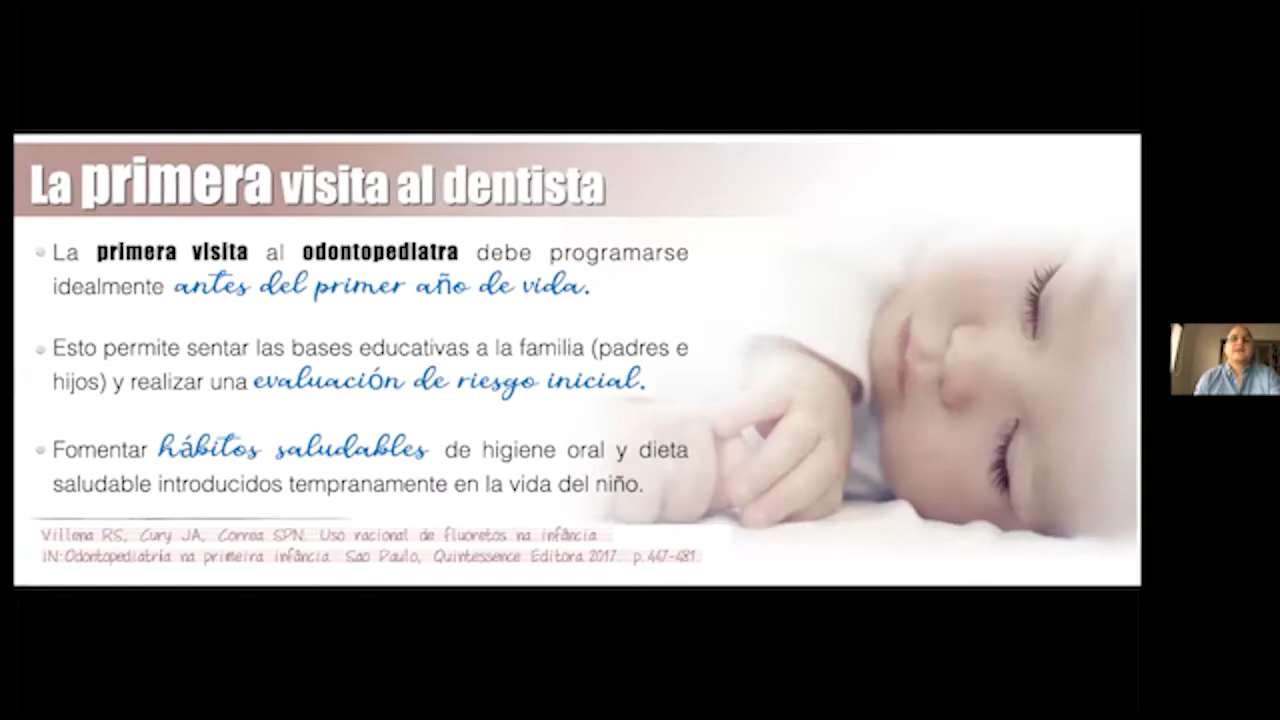 La primera visita al dentista
La primera visita al odontopediatra debe programarse
idealmente antes del primer año de vida.
Esto permite sentar las bases educativas a la familia (padres e
hijos) y realizar una evaluación de riesgo inicial.
Fomentar hábitos saludables de higiene oral y dieta
saludable introducidos tempranamente en la vida del niño.
Villena RS, Cury JA, Correa SPN. Uso racional de fluoretos na infância
IN:Odontopediatría na primeira infância. Sao Paulo, Quintessence Editora 2017. p. 467-481.